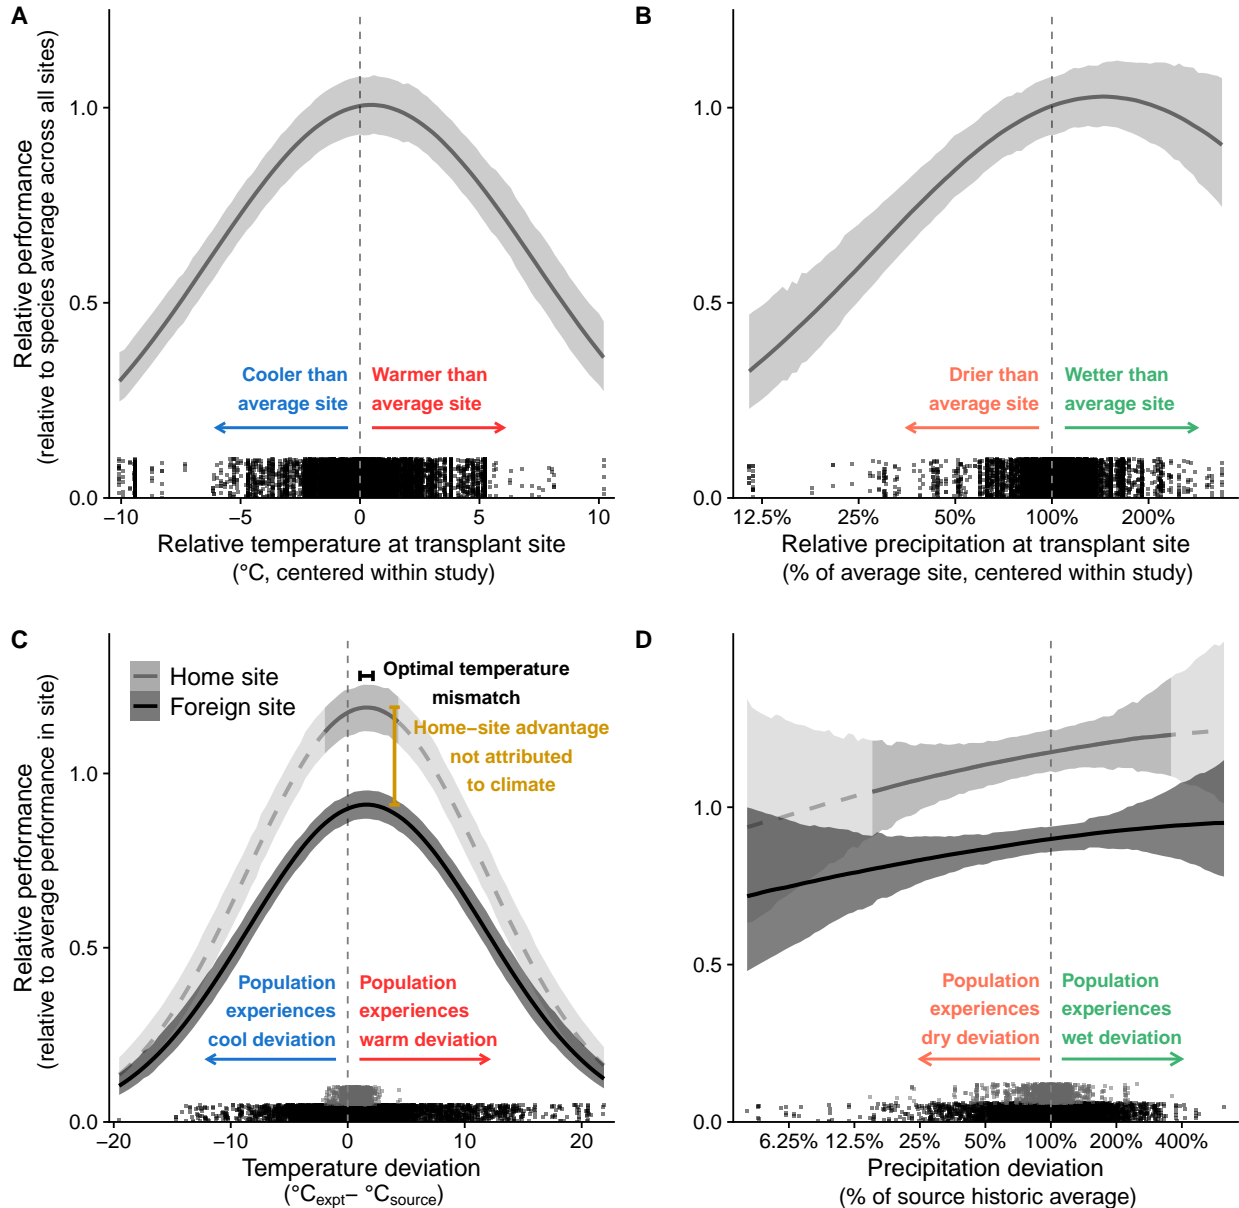 A
Relative performance
(relative to species average across all sites)
1.0
0.5
0.0
Cooler than
average site
Warmer than
average site
−10
−5
0
5
10
Relative temperature at transplant site
(°C, centered within study)
B
1.0
0.5
0.0
Drier than
average site
Wetter than
average site
12.5%
25%
50%
100%
200%
Relative precipitation at transplant site
(% of average site, centered within study)
C
Relative performance
(relative to average performance in site)
Home site
Foreign site
Optimal temperature
mismatch
Home−site advantage
not attributed
to climate
1.0
0.5
0.0
Population
experiences
cool deviation
Population
experiences
warm deviation
−20
−10
0
10
20
Temperature deviation
(°Cexpt− °Csource)
D
1.0
0.5
0.0
Population
experiences
dry deviation
Population
experiences
wet deviation
6.25%
12.5%
25%
50%
100%
200%
400%
Precipitation deviation
(% of source historic average)